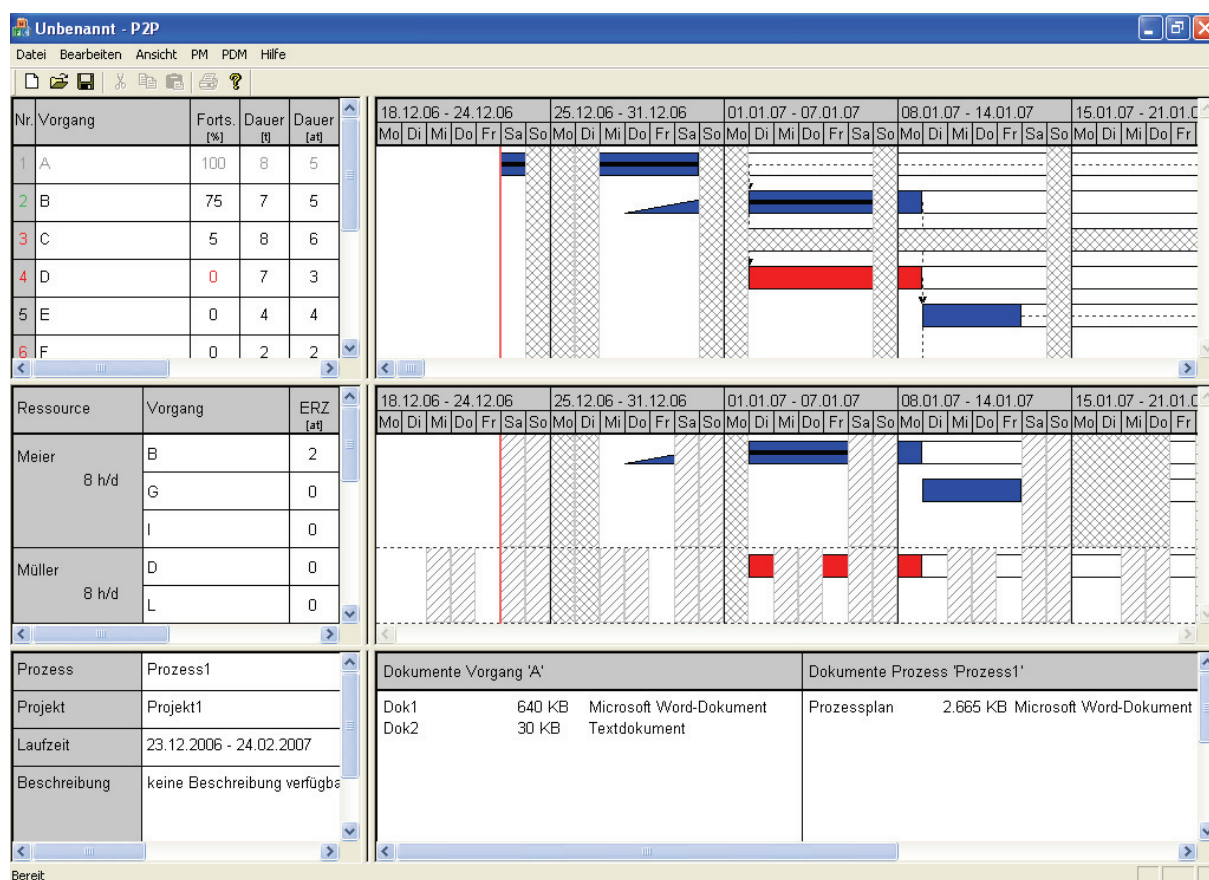 Unbenannt - P2P
Datei Bearbeiten Ansicht PM PDM Hilfe
Nr. Vorgang Forts. [%] Dauer [t] Dauer [at]
1 A 100 8 5
2 B 75 7 5
3 C 5 8 6
4 D 0 7 3
5 E 0 4 4
6 F 0 2 2
18.12.06 - 24.12.06 25.12.06 - 31.12.06 01.01.07 - 07.01.07 08.01.07 - 14.01.07 15.01.07 - 21.01.0
Mo Di Mi Do Fr Sa So Mo Di Mi Do Fr Sa So Mo Di Mi Do Fr Sa So Mo Di Mi Do Fr Sa So Mo Di Mi Do Fr
Ressource Vorgang ERZ [at]
Meier 8 h/d B 2
G 0
I 0
Müller 8 h/d D 0
L 0
18.12.06 - 24.12.06 25.12.06 - 31.12.06 01.01.07 - 07.01.07 08.01.07 - 14.01.07 15.01.07 - 21.01.0
Mo Di Mi Do Fr Sa So Mo Di Mi Do Fr Sa So Mo Di Mi Do Fr Sa So Mo Di Mi Do Fr Sa So Mo Di Mi Do Fr
Prozess Prozess1
Projekt Projekt1
Laufzeit 23.12.2006 - 24.02.2007
Beschreibung keine Beschreibung verfügba
Dokumente Vorgang 'A'
Dok1 640 KB Microsoft Word-Dokument
Dok2 30 KB Textdokument
Dokumente Prozess 'Prozess1'
Prozessplan 2.665 KB Microsoft Word-Dokument
Bereit